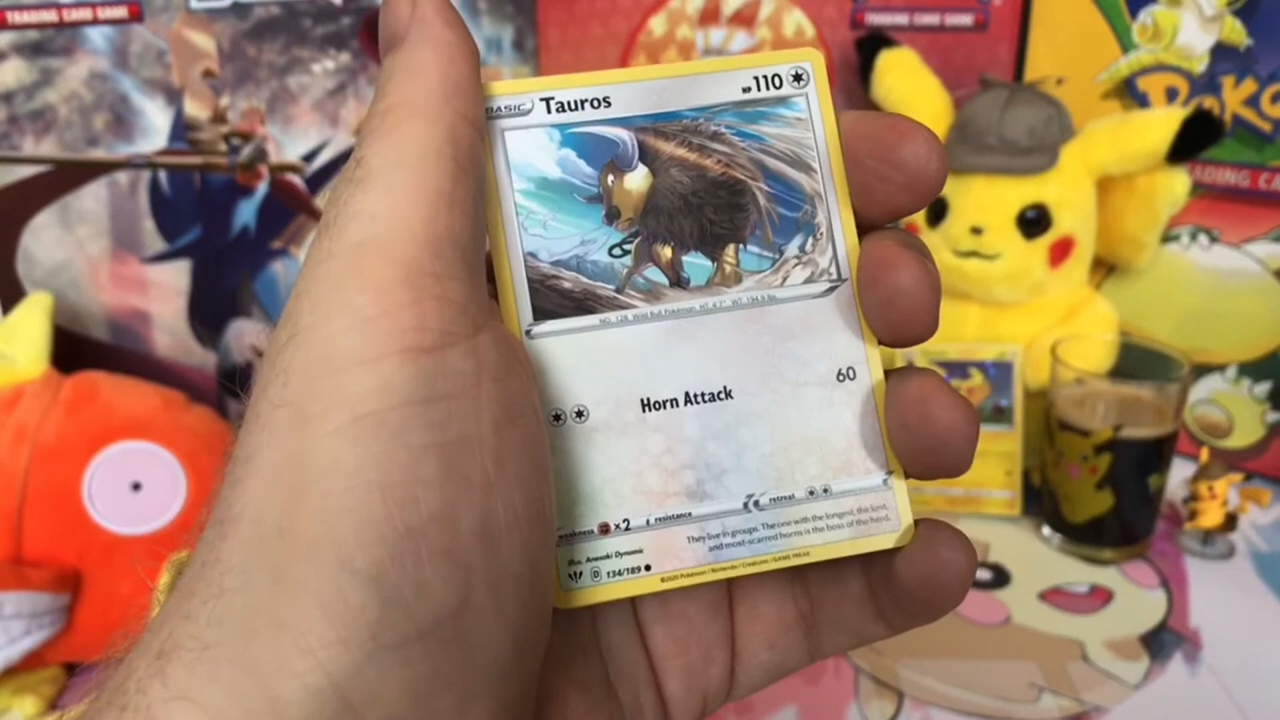 TRADING CARD GAME
TRADING CARD GAME
BASIC Tauros HP 110
NO. 128 Wild Bull Pokémon HT: 4'7" WT: 194.9 lbs.
Horn Attack 60
weakness ×2 resistance retreat
They live in groups. The one with the longest, thickest,
and most-scarred horns is the boss of the herd.
Illus. Anesaki Dynamic
D 134/189
©2020 Pokémon / Nintendo / Creatures / GAME FREAK
POKÉ
TRADING CA